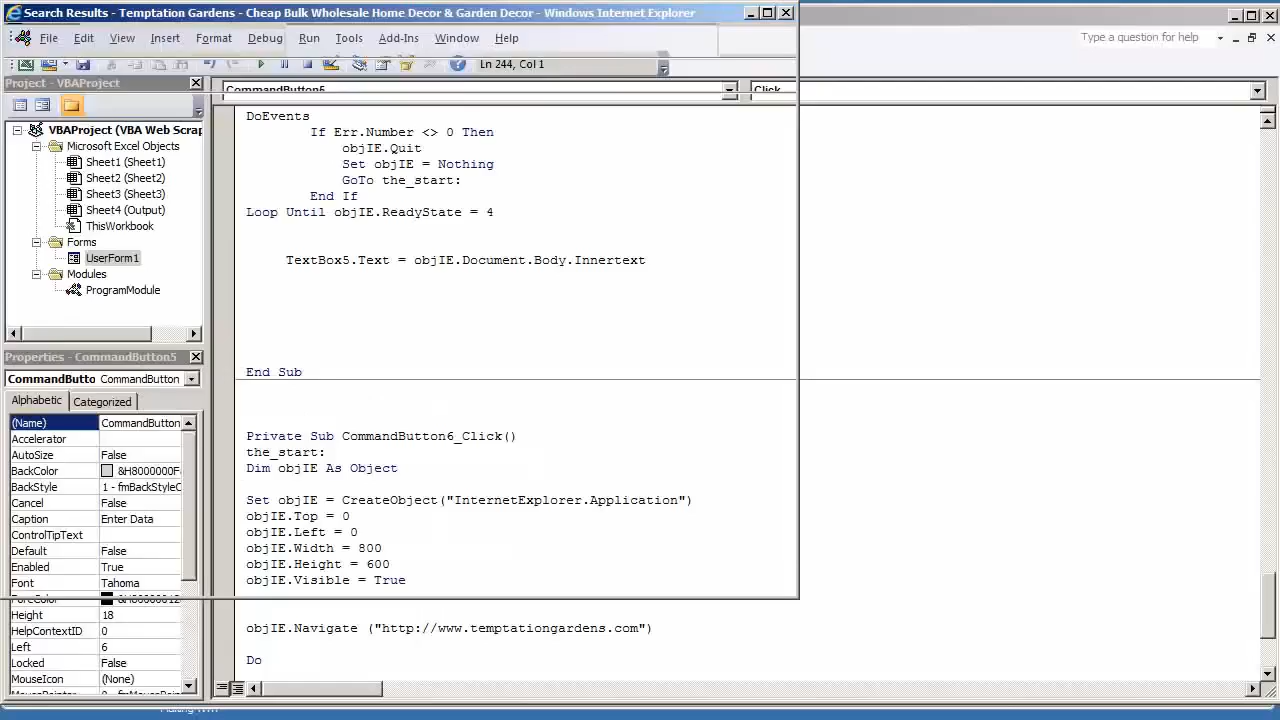 Search Results - Temptation Gardens - Cheap Bulk Wholesale Home Decor & Garden Decor - Windows Internet Explorer
File Edit View Insert Format Debug Run Tools Add-Ins Window Help
Type a question for help
Ln 244, Col 1
Project - VBAProject
CommandButton5
Click
VBAProject (VBA Web Scrap
Microsoft Excel Objects
Sheet1 (Sheet1)
Sheet2 (Sheet2)
Sheet3 (Sheet3)
Sheet4 (Output)
ThisWorkbook
Forms
UserForm1
Modules
ProgramModule
Properties - CommandButton5
CommandButto CommandButton
Alphabetic Categorized
(Name) CommandButton
Accelerator
AutoSize False
BackColor &H8000000F
BackStyle 1 - fmBackStyleC
Cancel False
Caption Enter Data
ControlTipText
Default False
Enabled True
Font Tahoma
ForeColor &H8000012
Height 18
HelpContextID 0
Left 6
Locked False
MouseIcon (None)
MousePointer 0 - fmMousePoin
DoEvents
If Err.Number <> 0 Then
objIE.Quit
Set objIE = Nothing
GoTo the_start:
End If
Loop Until objIE.ReadyState = 4
TextBox5.Text = objIE.Document.Body.Innertext
End Sub
Private Sub CommandButton6_Click()
the_start:
Dim objIE As Object
Set objIE = CreateObject("InternetExplorer.Application")
objIE.Top = 0
objIE.Left = 0
objIE.Width = 800
objIE.Height = 600
objIE.Visible = True
objIE.Navigate ("http://www.temptationgardens.com")
Do